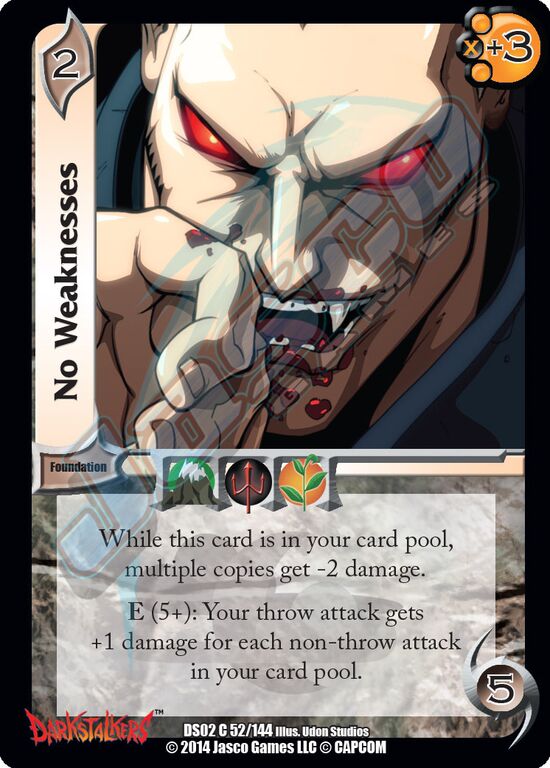 2
X +3
No Weaknesses
Foundation
While this card is in your card pool,
multiple copies get -2 damage.
E (5+): Your throw attack gets
+1 damage for each non-throw attack
in your card pool.
5
DARKSTALKERS™
DS02 C 52/144 Illus. Udon Studios
© 2014 Jasco Games LLC © CAPCOM